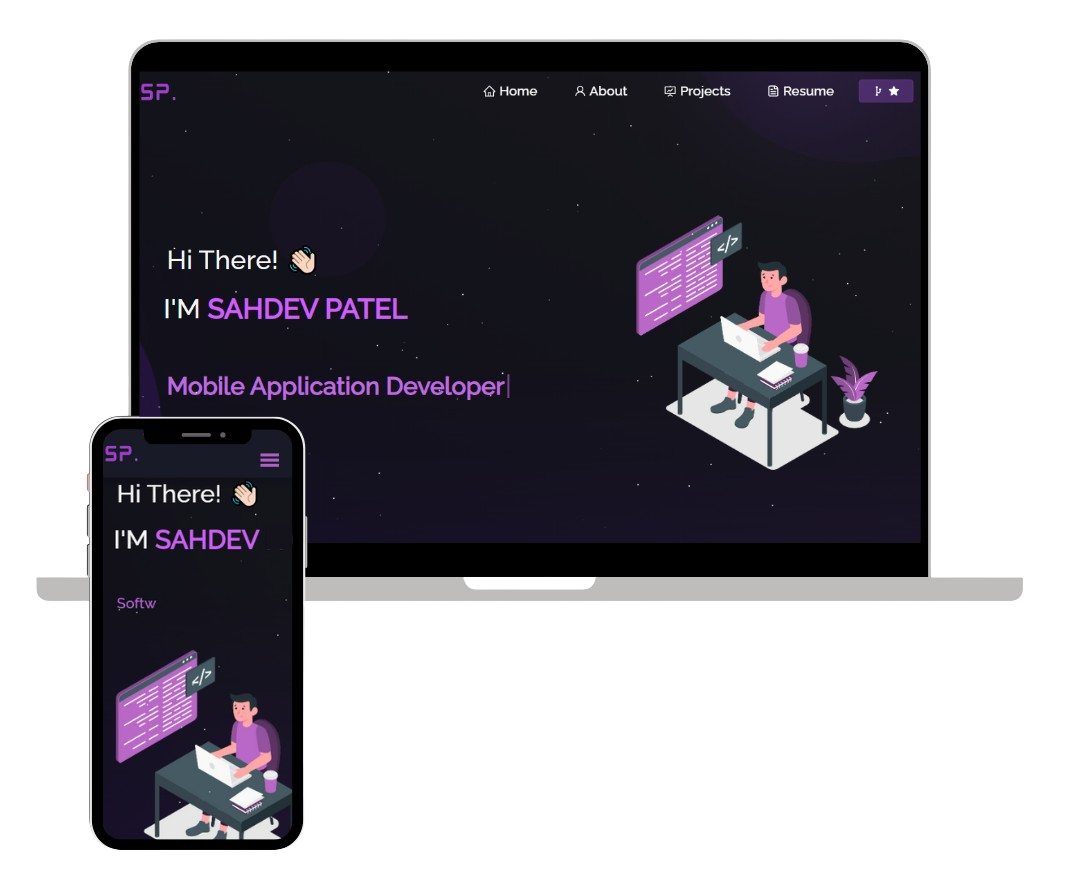 SP.
Home About Projects Resume
</>
Hi There! 👋🏻
I'M SAHDEV PATEL
Mobile Application Developer|
SP.
Hi There! 👋🏻
I'M SAHDEV
Softw
</>